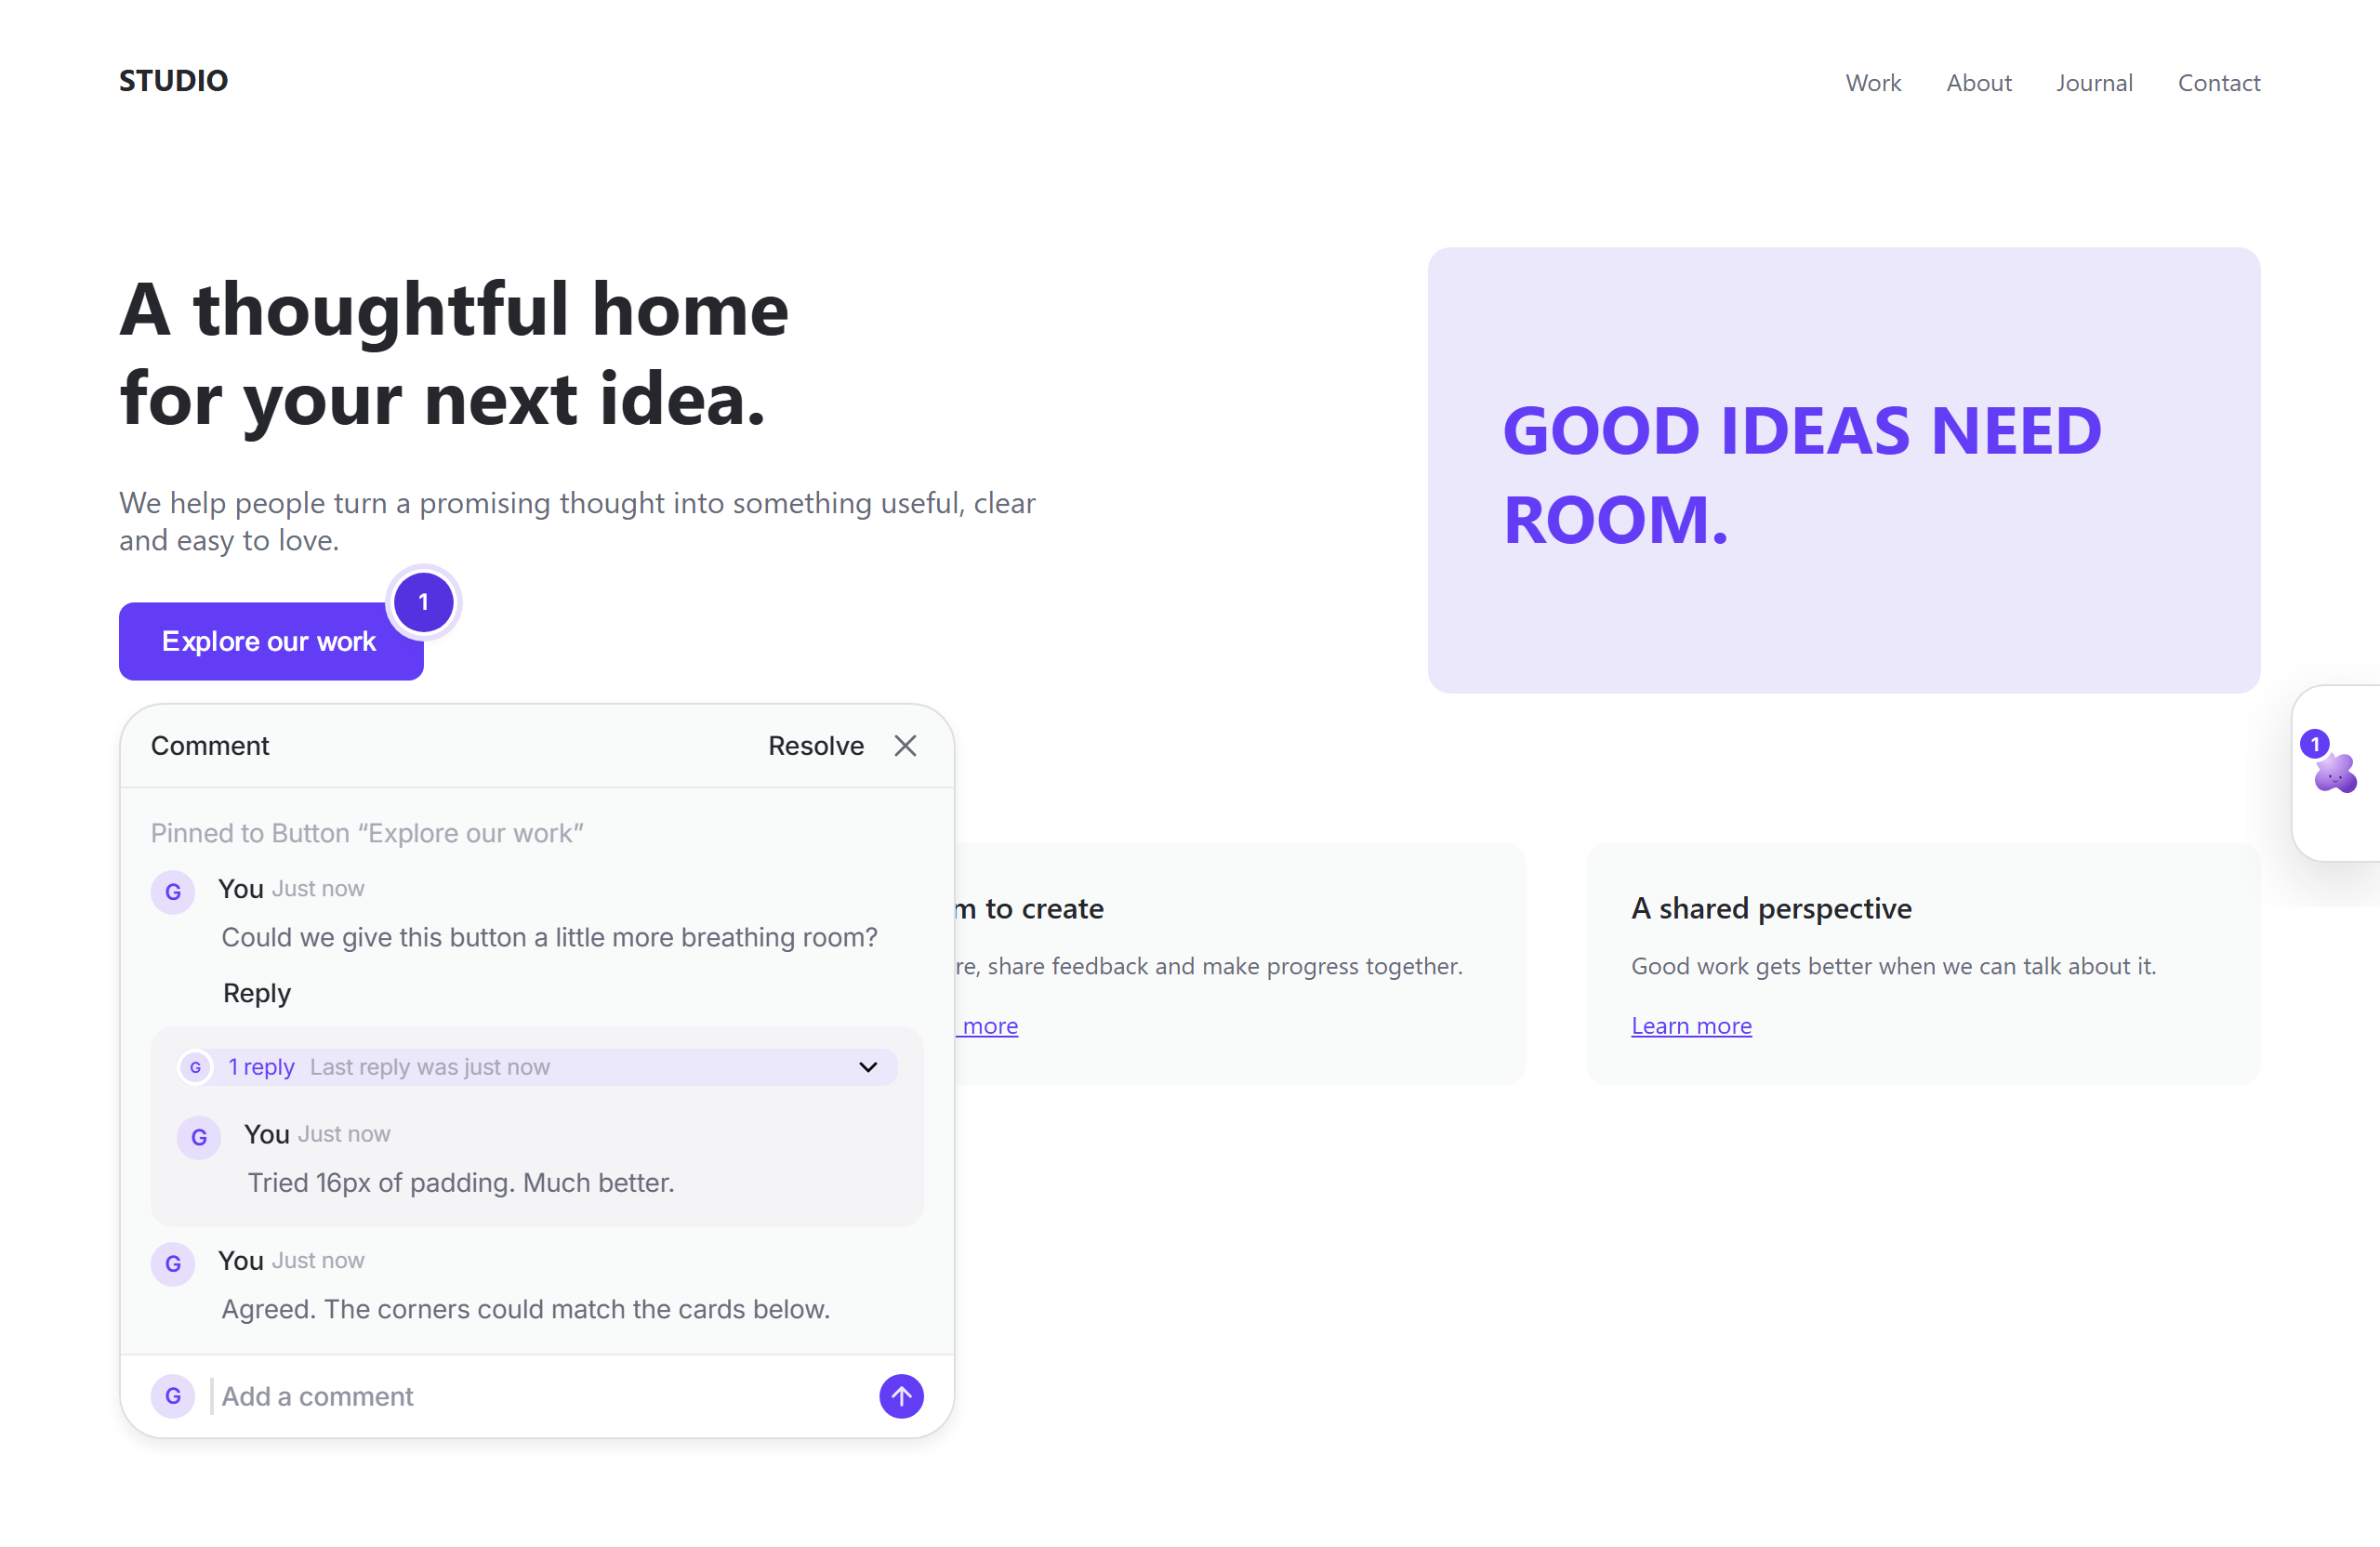 STUDIO
Work About Journal Contact
A thoughtful home
for your next idea.
We help people turn a promising thought into something useful, clear
and easy to love.
Explore our work
1
GOOD IDEAS NEED
ROOM.
1
Comment Resolve
Pinned to Button “Explore our work”
G You Just now
Could we give this button a little more breathing room?
Reply
G 1 reply Last reply was just now
G You Just now
Tried 16px of padding. Much better.
G You Just now
Agreed. The corners could match the cards below.
G Add a comment
to create
share feedback and make progress together.
more
A shared perspective
Good work gets better when we can talk about it.
Learn more